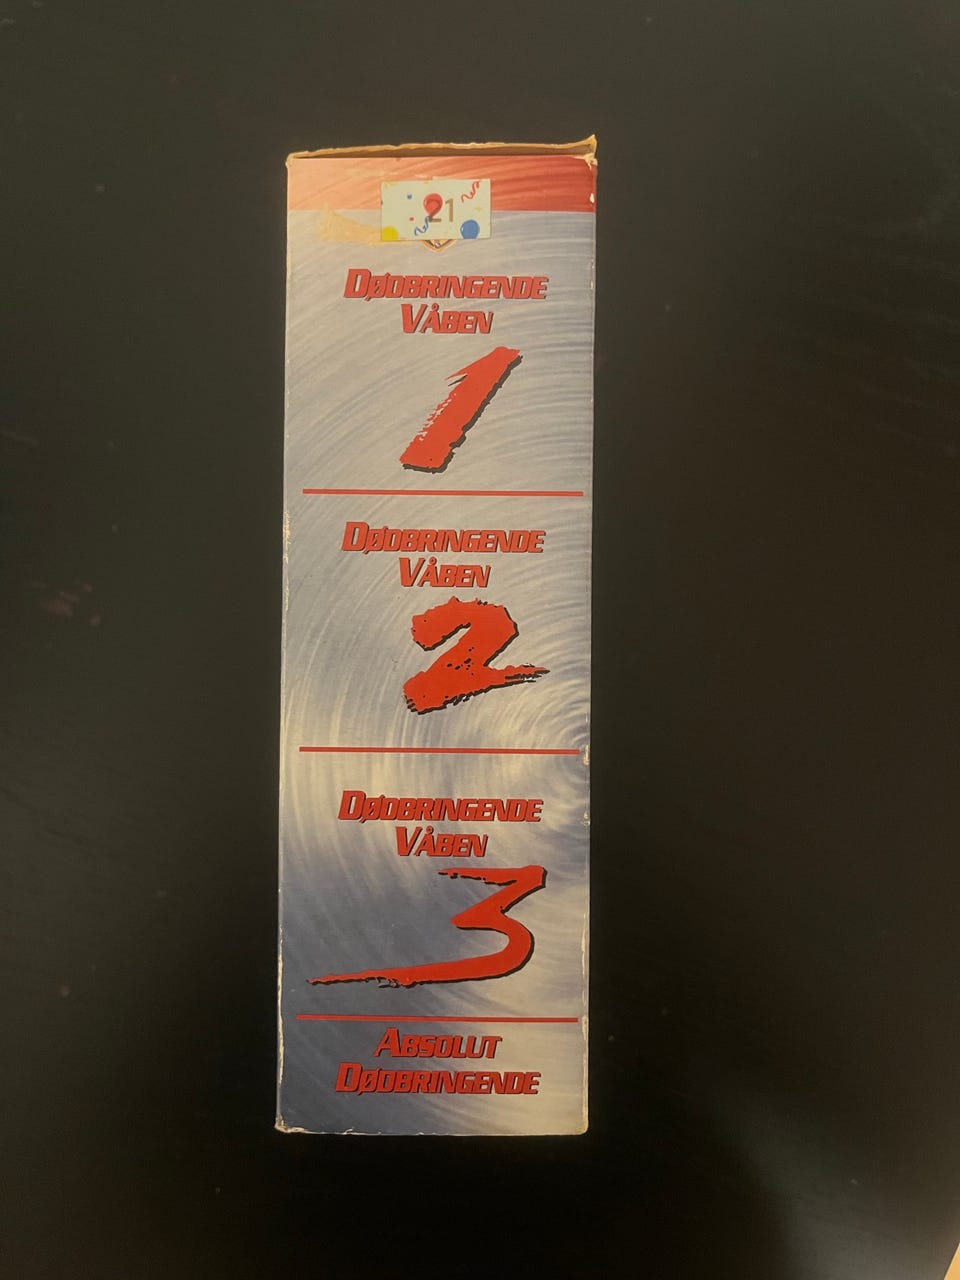 21
DØDBRINGENDE
VÅBEN
1
DØDBRINGENDE
VÅBEN
2
DØDBRINGENDE
VÅBEN
3
ABSOLUT
DØDBRINGENDE